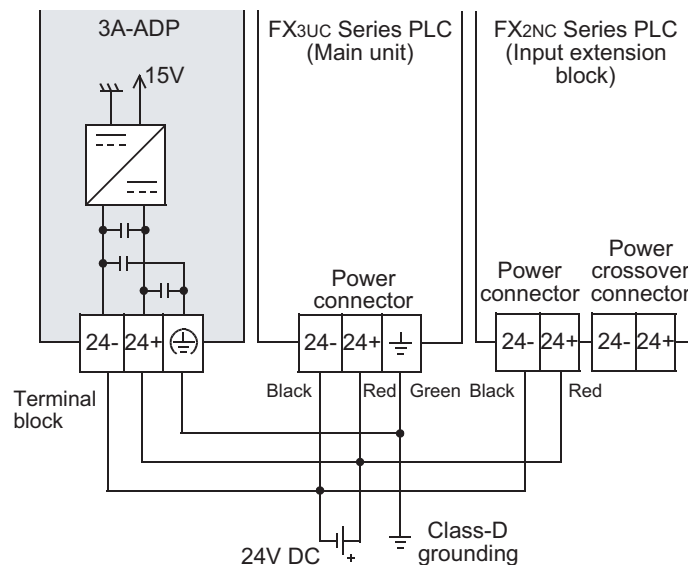 3A-ADP
FX3UC Series PLC
(Main unit)
FX2NC Series PLC
(Input extension
block)
15V
Power
connector
Power
connector
Power
crossover
connector
24- 24+
24- 24+
24- 24+
24- 24+
Terminal
block
Black Red Green Black Red
24V DC
+
Class-D
grounding